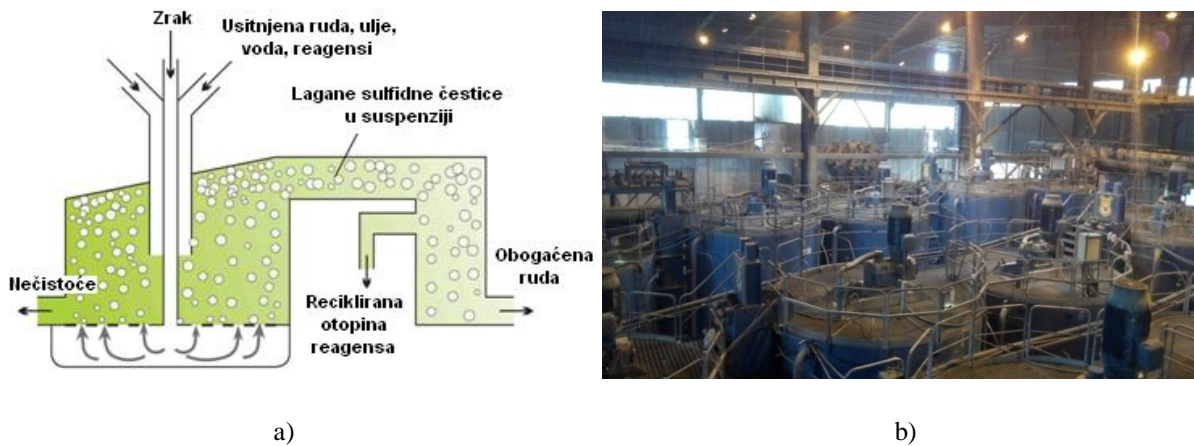 Zrak
Usitnjena ruda, ulje,
voda, reagensi
Lagane sulfidne čestice
u suspenziji
Nečistoće
Reciklirana
otopina
reagensa
Obogaćena
ruda
a)
b)